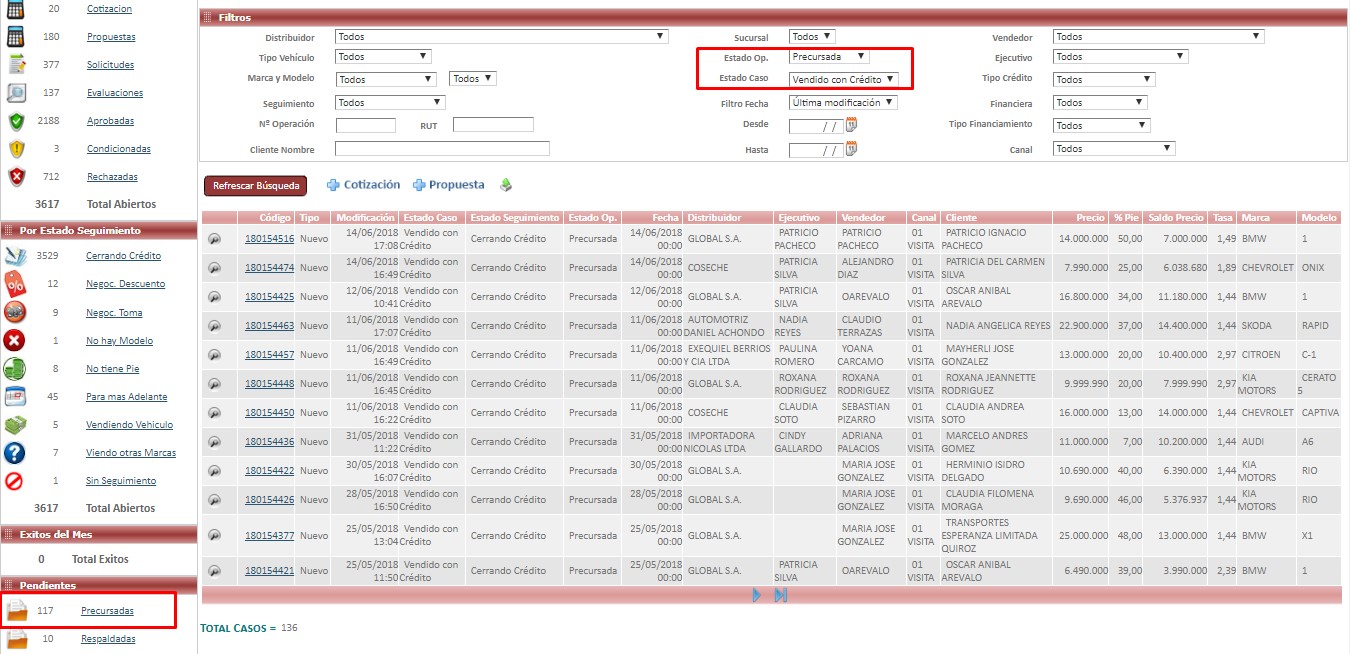 20 Cotizacion
180 Propuestas
377 Solicitudes
137 Evaluaciones
2188 Aprobadas
3 Condicionadas
712 Rechazadas
3617 Total Abiertos
Por Estado Seguimiento
3529 Cerrando Crédito
12 Negoc. Descuento
9 Negoc. Toma
1 No hay Modelo
8 No tiene Pie
45 Para mas Adelante
5 Vendiendo Vehiculo
7 Viendo otras Marcas
1 Sin Seguimiento
3617 Total Abiertos
Exitos del Mes
0 Total Exitos
Pendientes
117 Precursadas
10 Respaldadas
Filtros
Distribuidor Todos Sucursal Todos Vendedor Todos
Tipo Vehículo Todos Estado Op. Precursada Ejecutivo Todos
Marca y Modelo Todos Todos Estado Caso Vendido con Crédito Tipo Crédito Todos
Seguimiento Todos Filtro Fecha Última modificación Financiera Todos
Nº Operación RUT Desde / / Tipo Financiamiento Todos
Cliente Nombre Hasta / / Canal Todos
Refrescar Búsqueda Cotización Propuesta
Código Tipo Modificación Estado Caso Estado Seguimiento Estado Op. Fecha Distribuidor Ejecutivo Vendedor Canal Cliente Precio % Pie Saldo Precio Tasa Marca Modelo
180154516 Nuevo 14/06/2018 17:08 Vendido con Crédito Cerrando Crédito Precursada 14/06/2018 00:00 GLOBAL S.A. PATRICIO PACHECO PATRICIO PACHECO 01 VISITA PATRICIO IGNACIO PACHECO 14.000.000 50,00 7.000.000 1,49 BMW 1
180154474 Nuevo 14/06/2018 16:49 Vendido con Crédito Cerrando Crédito Precursada 14/06/2018 00:00 COSECHE PATRICIA SILVA ALEJANDRO DIAZ 01 VISITA PATRICIA DEL CARMEN SILVA 7.990.000 25,00 6.038.680 1,89 CHEVROLET ONIX
180154425 Nuevo 12/06/2018 10:41 Vendido con Crédito Cerrando Crédito Precursada 12/06/2018 00:00 GLOBAL S.A. PATRICIA SILVA OAREVALO 01 VISITA OSCAR ANIBAL AREVALO 16.800.000 34,00 11.180.000 1,44 BMW 1
180154463 Nuevo 11/06/2018 17:07 Vendido con Crédito Cerrando Crédito Precursada 11/06/2018 00:00 AUTOMOTRIZ DANIEL ACHONDO NADIA REYES CLAUDIO TERRAZAS 01 VISITA NADIA ANGELICA REYES 22.900.000 37,00 14.400.000 1,44 SKODA RAPID
180154457 Nuevo 11/06/2018 16:49 Vendido con Crédito Cerrando Crédito Precursada 11/06/2018 00:00 EXEQUIEL BERRIOS Y CIA LTDA PAULINA ROMERO YOANA CARCAMO 01 VISITA MAYHERLI JOSE GONZALEZ 13.000.000 20,00 10.400.000 2,97 CITROEN C-1
180154448 Nuevo 11/06/2018 16:45 Vendido con Crédito Cerrando Crédito Precursada 11/06/2018 00:00 GLOBAL S.A. ROXANA RODRIGUEZ ROXANA RODRIGUEZ 01 VISITA ROXANA JEANNETTE RODRIGUEZ 9.999.990 20,00 7.999.990 2,97 KIA MOTORS CERATO 5
180154450 Nuevo 11/06/2018 16:22 Vendido con Crédito Cerrando Crédito Precursada 11/06/2018 00:00 COSECHE CLAUDIA SOTO SEBASTIAN PIZARRO 01 VISITA CLAUDIA ANDREA SOTO 16.000.000 13,00 14.000.000 1,44 CHEVROLET CAPTIVA
180154436 Nuevo 31/05/2018 11:22 Vendido con Crédito Cerrando Crédito Precursada 31/05/2018 00:00 IMPORTADORA NICOLAS LTDA CINDY GALLARDO ADRIANA PALACIOS 01 VISITA MARCELO ANDRES GOMEZ 11.000.000 7,00 10.200.000 1,44 AUDI A6
180154422 Nuevo 30/05/2018 16:07 Vendido con Crédito Cerrando Crédito Precursada 30/05/2018 00:00 GLOBAL S.A. MARIA JOSE GONZALEZ 01 VISITA HERMINIO ISIDRO DELGADO 10.690.000 40,00 6.390.000 1,44 KIA MOTORS RIO
180154426 Nuevo 28/05/2018 16:50 Vendido con Crédito Cerrando Crédito Precursada 28/05/2018 00:00 GLOBAL S.A. MARIA JOSE GONZALEZ 01 VISITA CLAUDIA FILOMENA MORAGA 9.690.000 46,00 5.376.937 1,44 KIA MOTORS RIO
180154377 Nuevo 25/05/2018 13:04 Vendido con Crédito Cerrando Crédito Precursada 25/05/2018 00:00 GLOBAL S.A. MARIA JOSE GONZALEZ 01 VISITA TRANSPORTES ESPERANZA LIMITADA QUIROZ 25.000.000 48,00 13.000.000 1,44 BMW X1
180154421 Nuevo 25/05/2018 11:50 Vendido con Crédito Cerrando Crédito Precursada 25/05/2018 00:00 GLOBAL S.A. PATRICIA SILVA OAREVALO 01 VISITA OSCAR ANIBAL AREVALO 6.490.000 39,00 3.990.000 2,39 BMW 1
TOTAL CASOS = 136